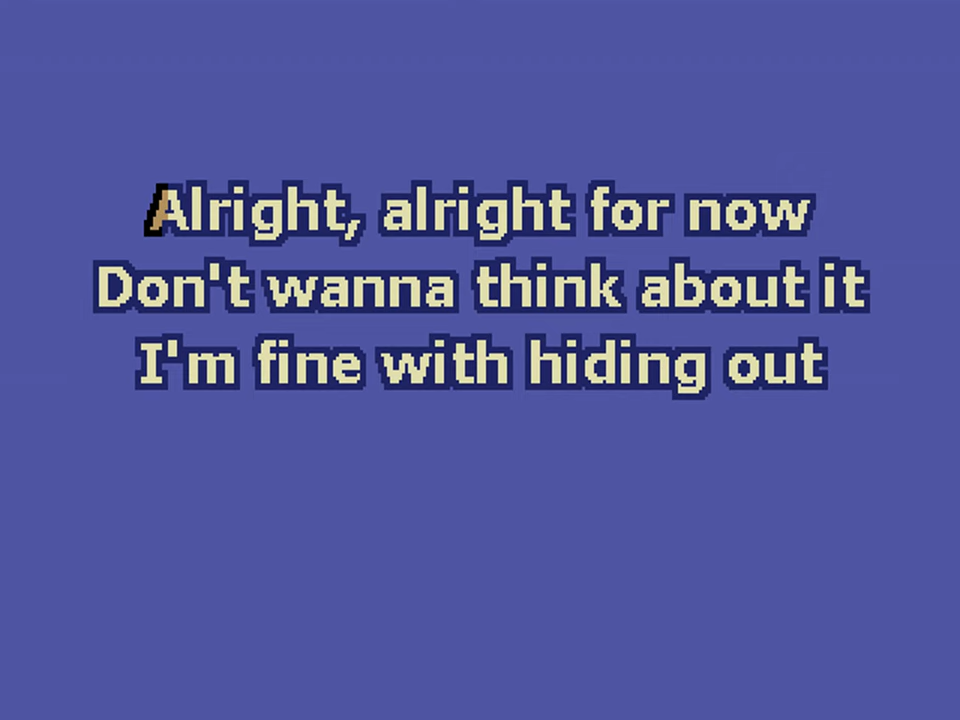 Alright, alright for now
Don't wanna think about it
I'm fine with hiding out